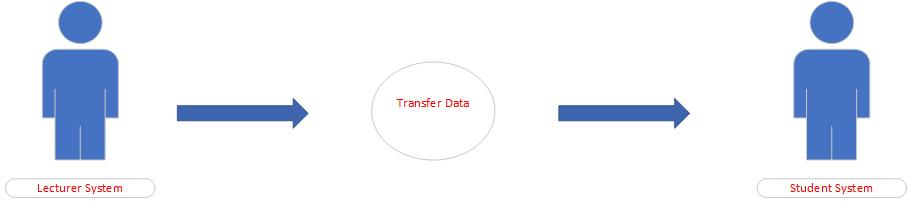 Transfer Data
Lecturer System
Student System